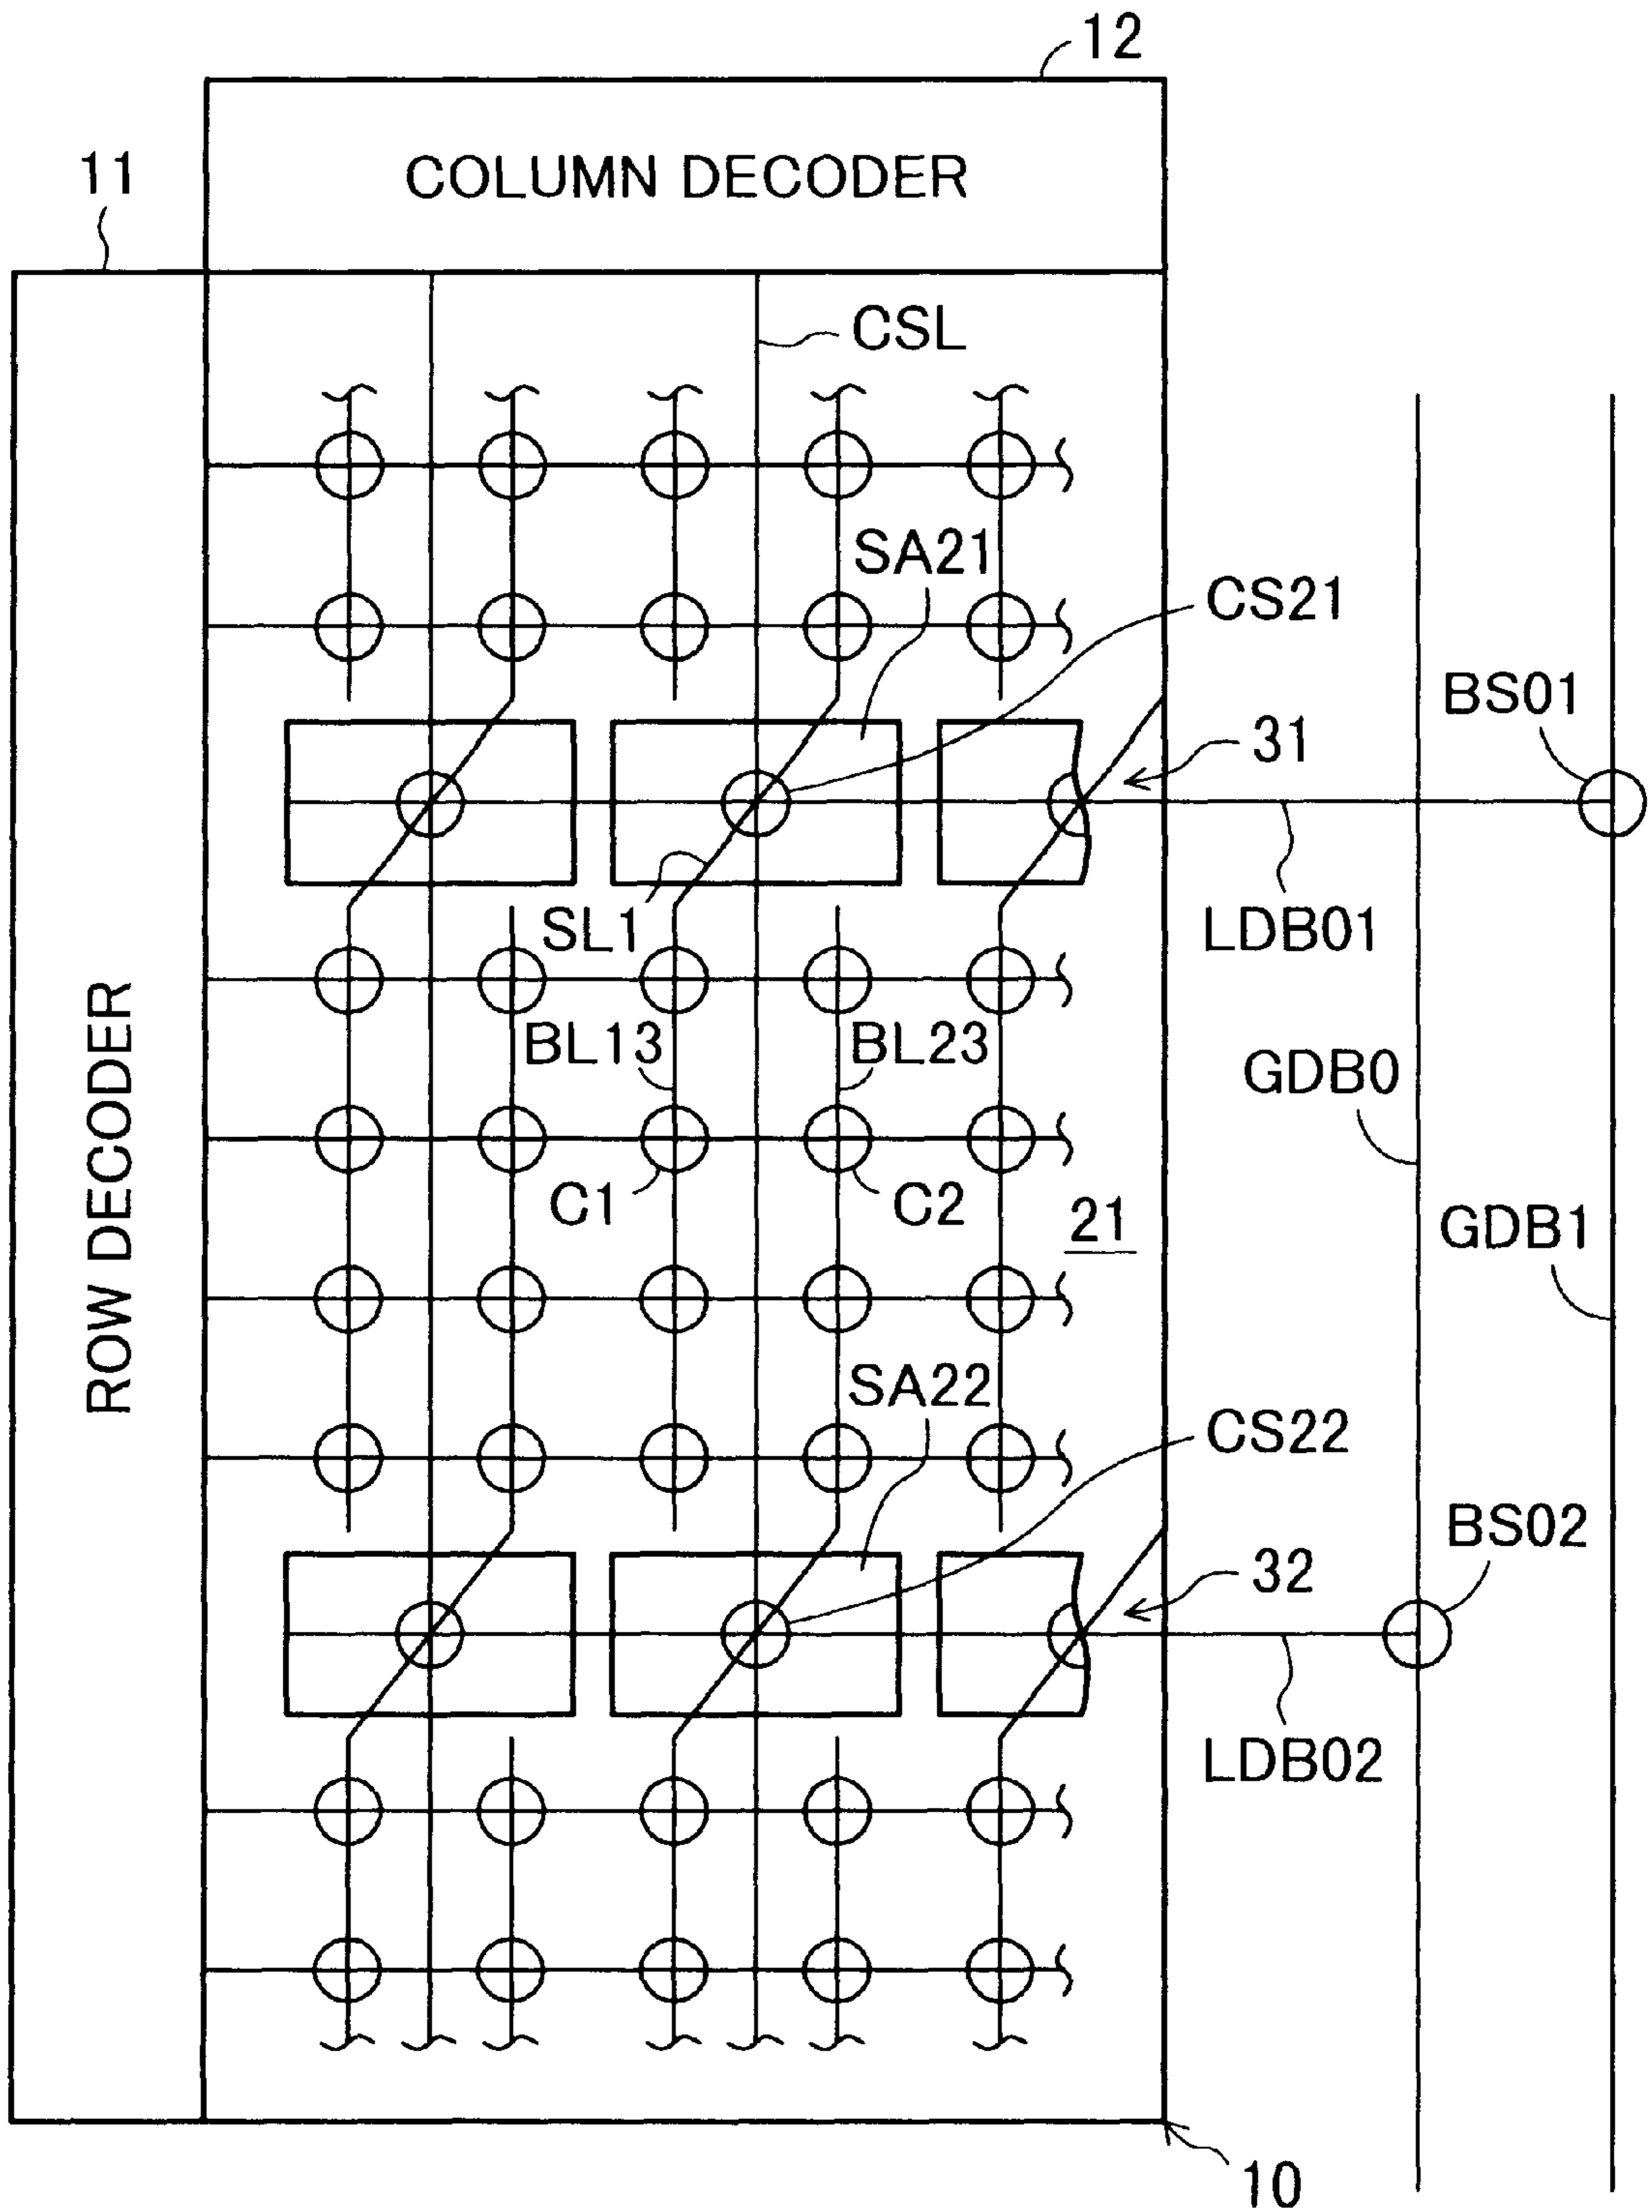 12
11
COLUMN DECODER
CSL
SA21
CS21
BS01
31
SL1
LDB01
ROW DECODER
BL13
BL23
GDB0
C1
C2
21
GDB1
SA22
CS22
BS02
32
LDB02
10